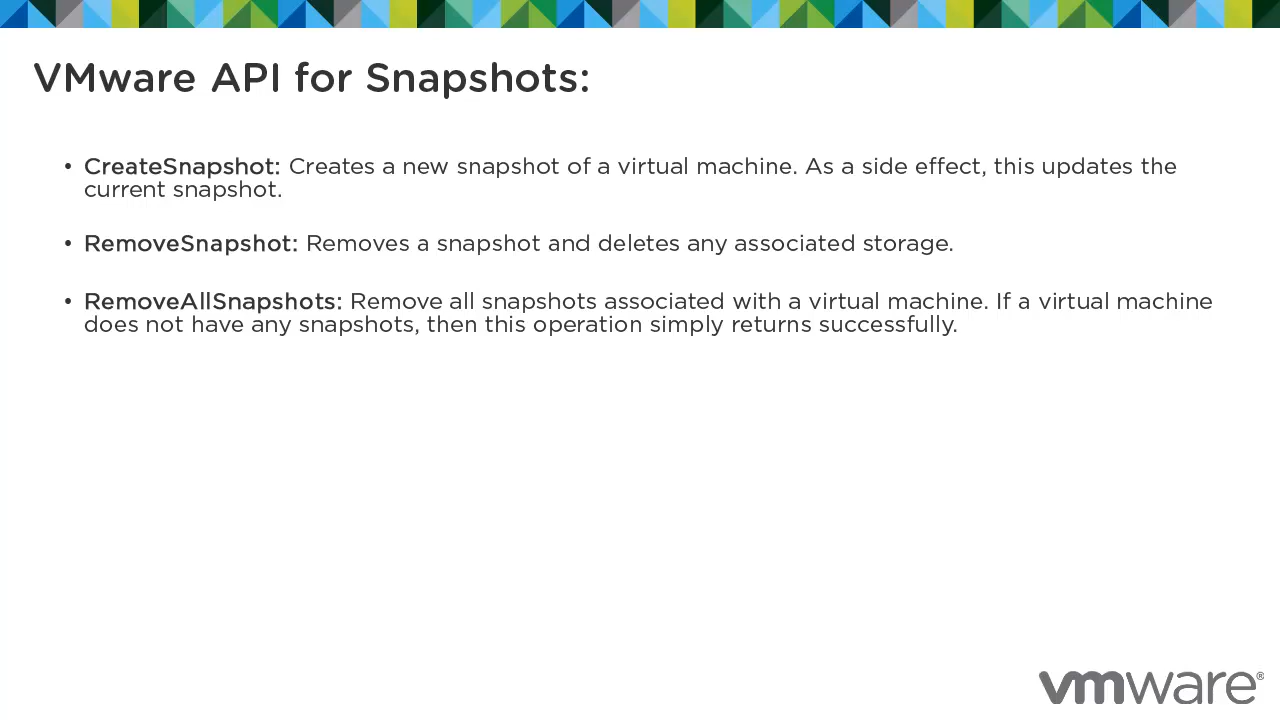 VMware API for Snapshots:
• CreateSnapshot: Creates a new snapshot of a virtual machine. As a side effect, this updates the
current snapshot.
• RemoveSnapshot: Removes a snapshot and deletes any associated storage.
• RemoveAllSnapshots: Remove all snapshots associated with a virtual machine. If a virtual machine
does not have any snapshots, then this operation simply returns successfully.
vmware®